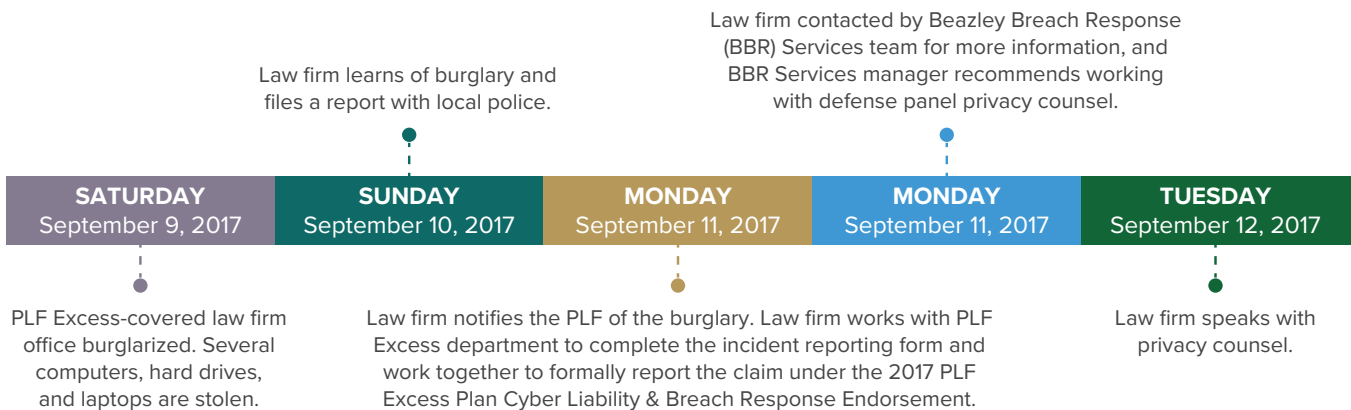 Law firm contacted by Beazley Breach Response
(BBR) Services team for more information, and
BBR Services manager recommends working
with defense panel privacy counsel.
Law firm learns of burglary and
files a report with local police.
SATURDAY
September 9, 2017
SUNDAY
September 10, 2017
MONDAY
September 11, 2017
MONDAY
September 11, 2017
TUESDAY
September 12, 2017
PLF Excess-covered law firm
office burglarized. Several
computers, hard drives,
and laptops are stolen.
Law firm notifies the PLF of the burglary. Law firm works with PLF
Excess department to complete the incident reporting form and
work together to formally report the claim under the 2017 PLF
Excess Plan Cyber Liability & Breach Response Endorsement.
Law firm speaks with
privacy counsel.